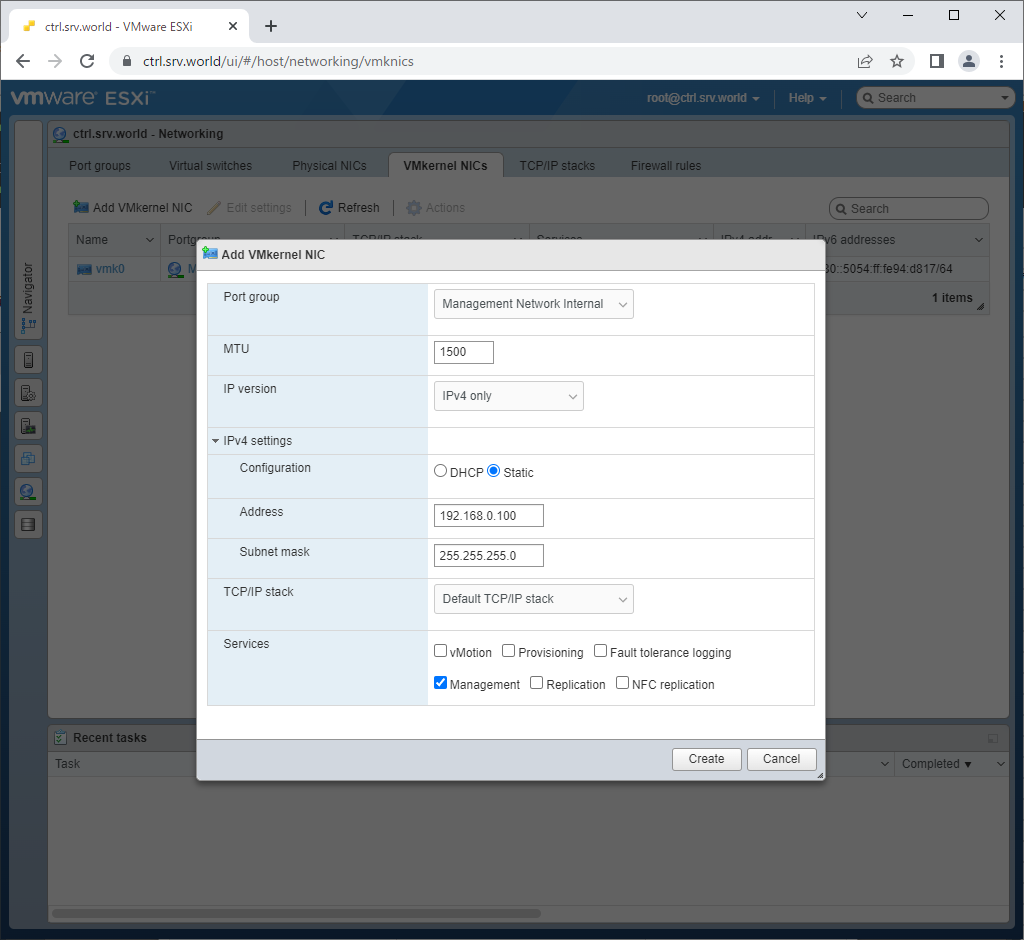 ctrl.srv.world - VMware ESXi
ctrl.srv.world/ui/#/host/networking/vmknics
vmware ESXi™
root@ctrl.srv.world
Help
Search
ctrl.srv.world - Networking
Port groups
Virtual switches
Physical NICs
VMkernel NICs
TCP/IP stacks
Firewall rules
Navigator
Add VMkernel NIC
Edit settings
Refresh
Actions
Search
Name
Portgroup
TCP/IP stack
Services
IPv4 addr
IPv6 addresses
vmk0
M
80::5054:ff:fe94:d817/64
1 items
Add VMkernel NIC
Port group
Management Network Internal
MTU
1500
IP version
IPv4 only
IPv4 settings
Configuration
DHCP
Static
Address
192.168.0.100
Subnet mask
255.255.255.0
TCP/IP stack
Default TCP/IP stack
Services
vMotion
Provisioning
Fault tolerance logging
Management
Replication
NFC replication
Create
Cancel
Recent tasks
Task
Completed ▼